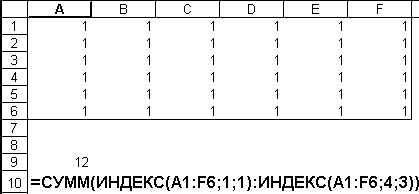 A B C D E F
1 1 1 1 1 1 1
2 1 1 1 1 1 1
3 1 1 1 1 1 1
4 1 1 1 1 1 1
5 1 1 1 1 1 1
6 1 1 1 1 1 1
7
8
9 12
10 =СУММ(ИНДЕКС(A1:F6;1;1):ИНДЕКС(A1:F6;4;3))